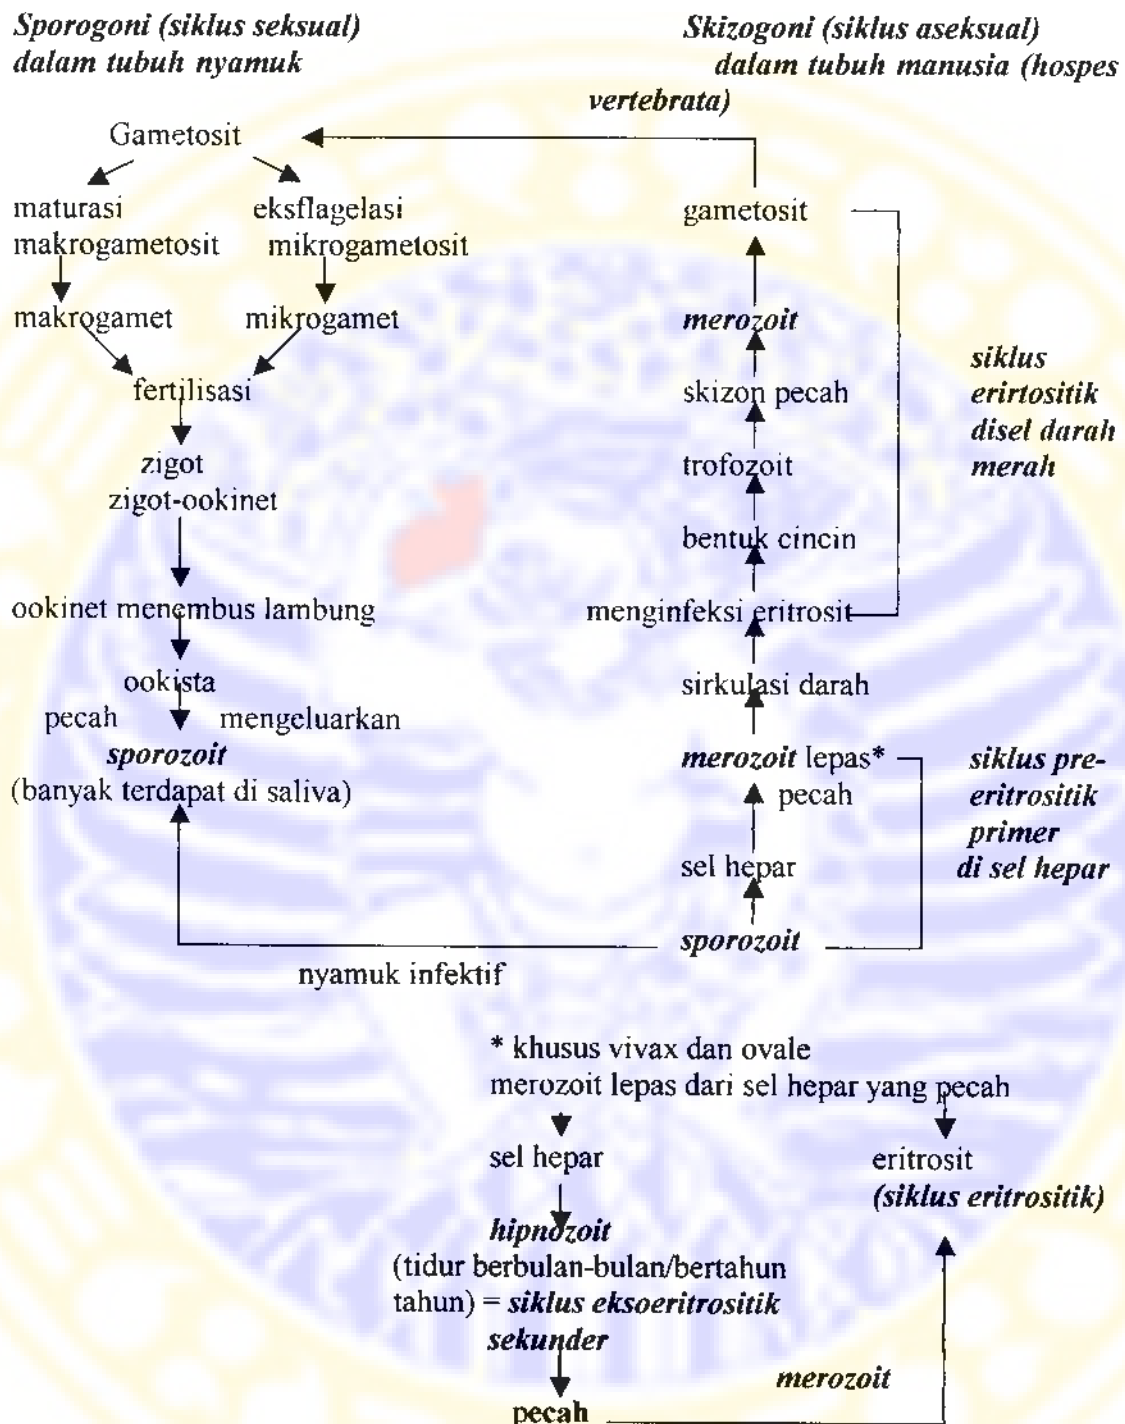 Sporogoni (siklus seksual)
dalam tubuh nyamuk
Skizogoni (siklus aseksual)
dalam tubuh manusia (hospes
vertebrata)
Gametosit
maturasi
makrogametosit
eksflagelasi
mikrogametosit
makrogamet
mikrogamet
fertilisasi
zigot
zigot-ookinet
ookinet menembus lambung
ookista
pecah mengeluarkan
sporozoit
(banyak terdapat di saliva)
gametosit
merozoit
skizon pecah
trofozoit
bentuk cincin
menginfeksi eritrosit
sirkulasi darah
merozoit lepas*
pecah
sel hepar
sporozoit
siklus
erirtositik
disel darah
merah
siklus pre-
eritrositik
primer
di sel hepar
nyamuk infektif
* khusus vivax dan ovale
merozoit lepas dari sel hepar yang pecah
sel hepar
hipnozoit
(tidur berbulan-bulan/bertahun
tahun) = siklus eksoeritrositik
sekunder
pecah
eritrosit
(siklus eritrositik)
merozoit